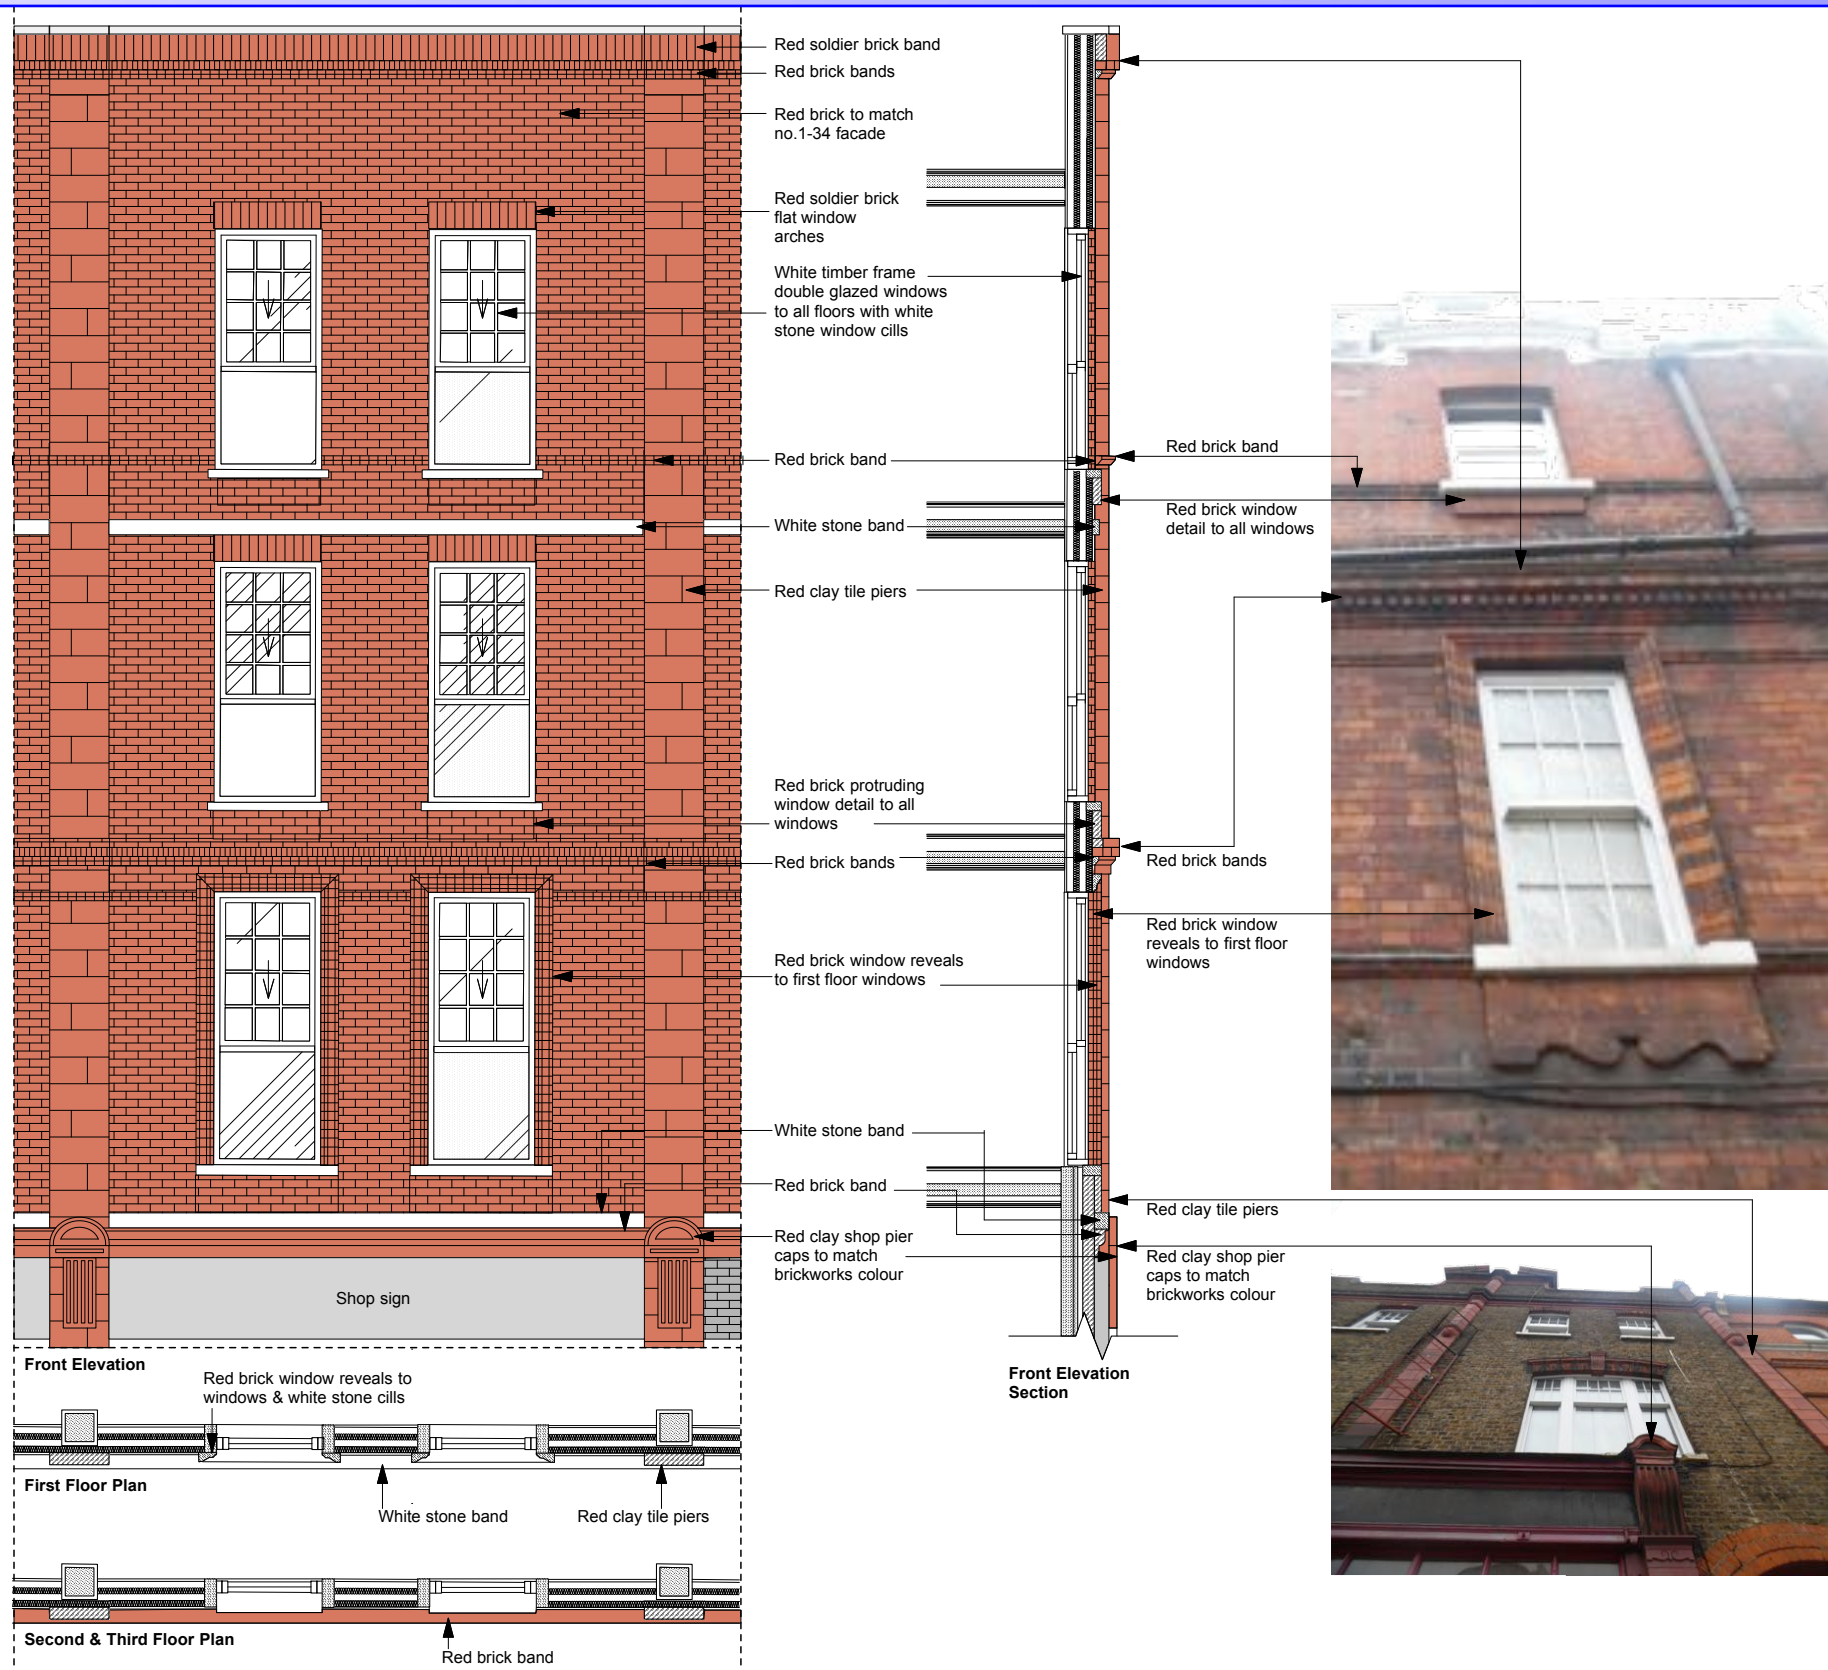 Red soldier brick band
Red brick bands
Red brick to match
no.1-34 facade
Red soldier brick
flat window
arches
White timber frame
double glazed windows
to all floors with white
stone window cills
Red brick band
White stone band
Red clay tile piers
Red brick protruding
window detail to all
windows
Red brick bands
Red brick window reveals
to first floor windows
White stone band
Red brick band
Red clay shop pier
caps to match
brickworks colour
Red brick band
Red brick window
detail to all windows
Red brick bands
Red brick window
reveals to first floor
windows
Red clay tile piers
Red clay shop pier
caps to match
brickworks colour
Shop sign
Front Elevation
Front Elevation
Section
Red brick window reveals to
windows & white stone cills
First Floor Plan
White stone band
Red clay tile piers
Second & Third Floor Plan
Red brick band